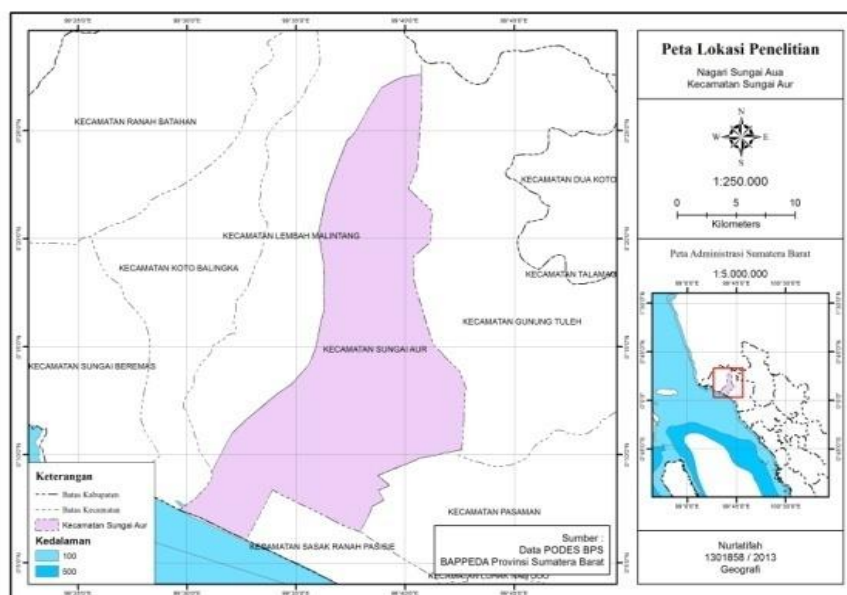 KECAMATAN RANAH BATAHAN
KECAMATAN DUA KOTO
KECAMATAN LEMBAH MALINTANG
KECAMATAN KOTO BALINGKA
KECAMATAN TALAMAU
KECAMATAN GUNUNG TULEH
KECAMATAN SUNGAI AUR
KECAMATAN SUNGAI BEREMAS
KECAMATAN PASAMAN
KECAMATAN SASAK RANAH PASISIE
Keterangan
Batas Kabupaten
Batas Kecamatan
Kecamatan Sungai Aur
Kedalaman
100
500
Sumber :
Data PODES BPS
BAPPEDA Provinsi Sumatera Barat
Peta Lokasi Penelitian
Nagari Sungai Aua
Kecamatan Sungai Aur
N
W E
S
1:250.000
0 5 10
Kilometers
Peta Administrasi Sumatera Barat
1:5.000.000
Nurlatifah
1301858 / 2013
Geografi